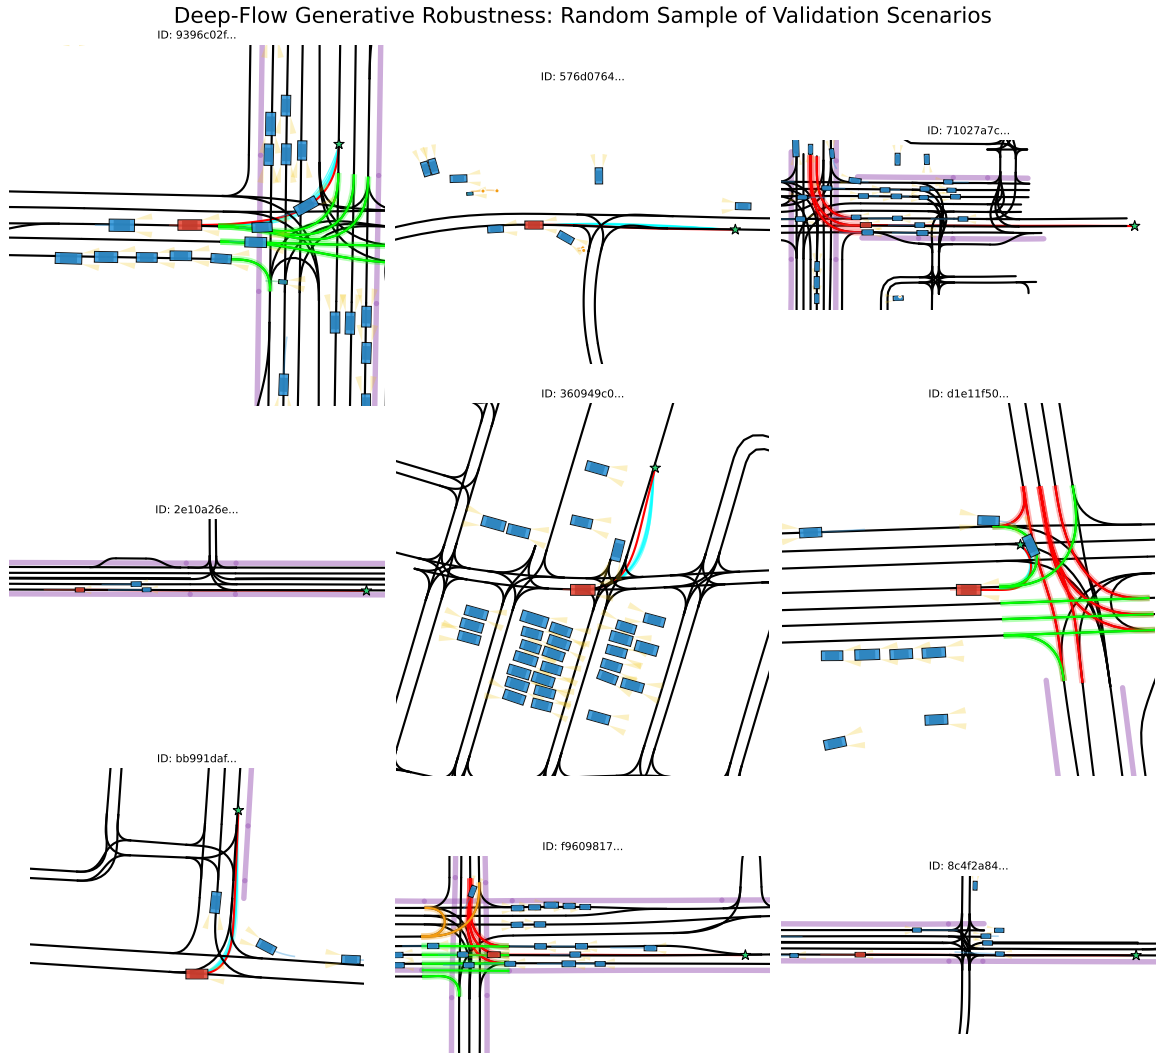 Deep-Flow Generative Robustness: Random Sample of Validation Scenarios
ID: 9396c02f...
ID: 576d0764...
ID: 71027a7c...
ID: 2e10a26e...
ID: 360949c0...
ID: d1e11f50...
ID: bb991daf...
ID: f9609817...
ID: 8c4f2a84...